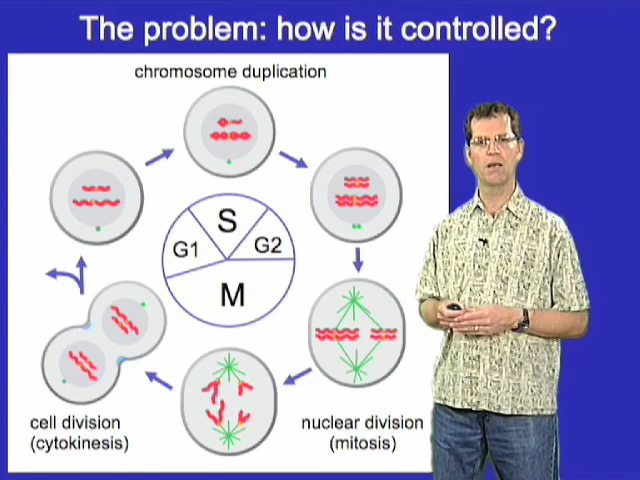 The problem: how is it controlled?
chromosome duplication
S
G1
G2
M
cell division
(cytokinesis)
nuclear division
(mitosis)